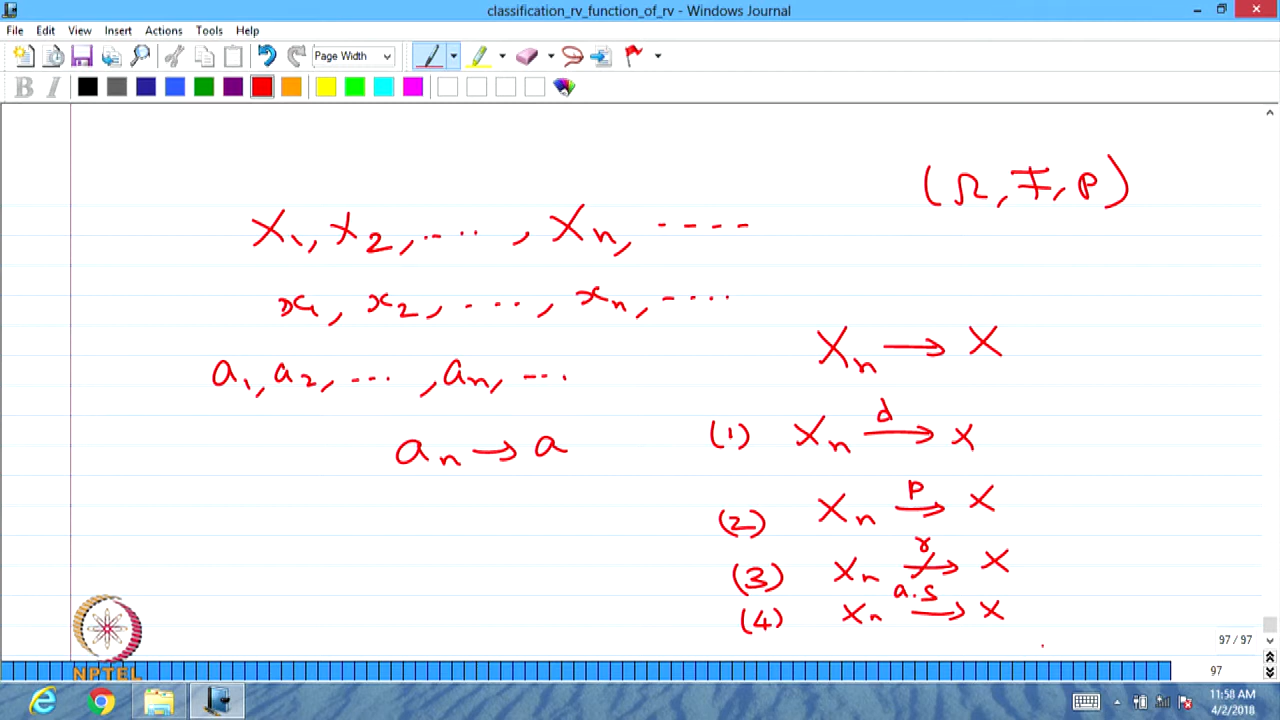 classification_rv_function_of_rv - Windows Journal
File Edit View Insert Actions Tools Help
Page Width
B I
(Ω, F, P)
X₁, X₂, ..... , Xₙ, ----
x₁, x₂, ...., xₙ, .....
Xₙ → X
a₁, a₂, ... , aₙ, ...
(1) Xₙ →ᵈ X
aₙ → a
(2) Xₙ →ᵖ X
(3) Xₙ →ʳ X
(4) Xₙ →ᵃ·ˢ X
97 / 97
NPTEL
97
11:58 AM
4/2/2018